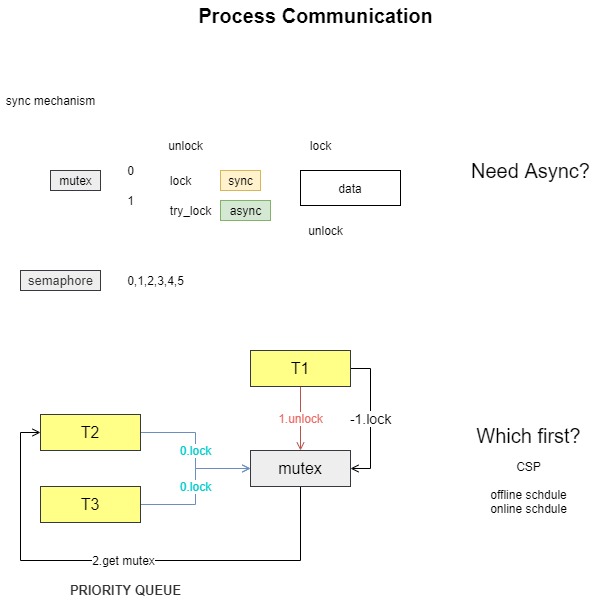 Process Communication
sync mechanism
unlock
lock
mutex
0
1
lock
sync
try_lock
async
data
unlock
Need Async?
semaphore
0,1,2,3,4,5
T1
1.unlock
-1.lock
T2
0.lock
T3
0.lock
mutex
Which first?
CSP
offline schdule
online schdule
2.get mutex
PRIORITY QUEUE